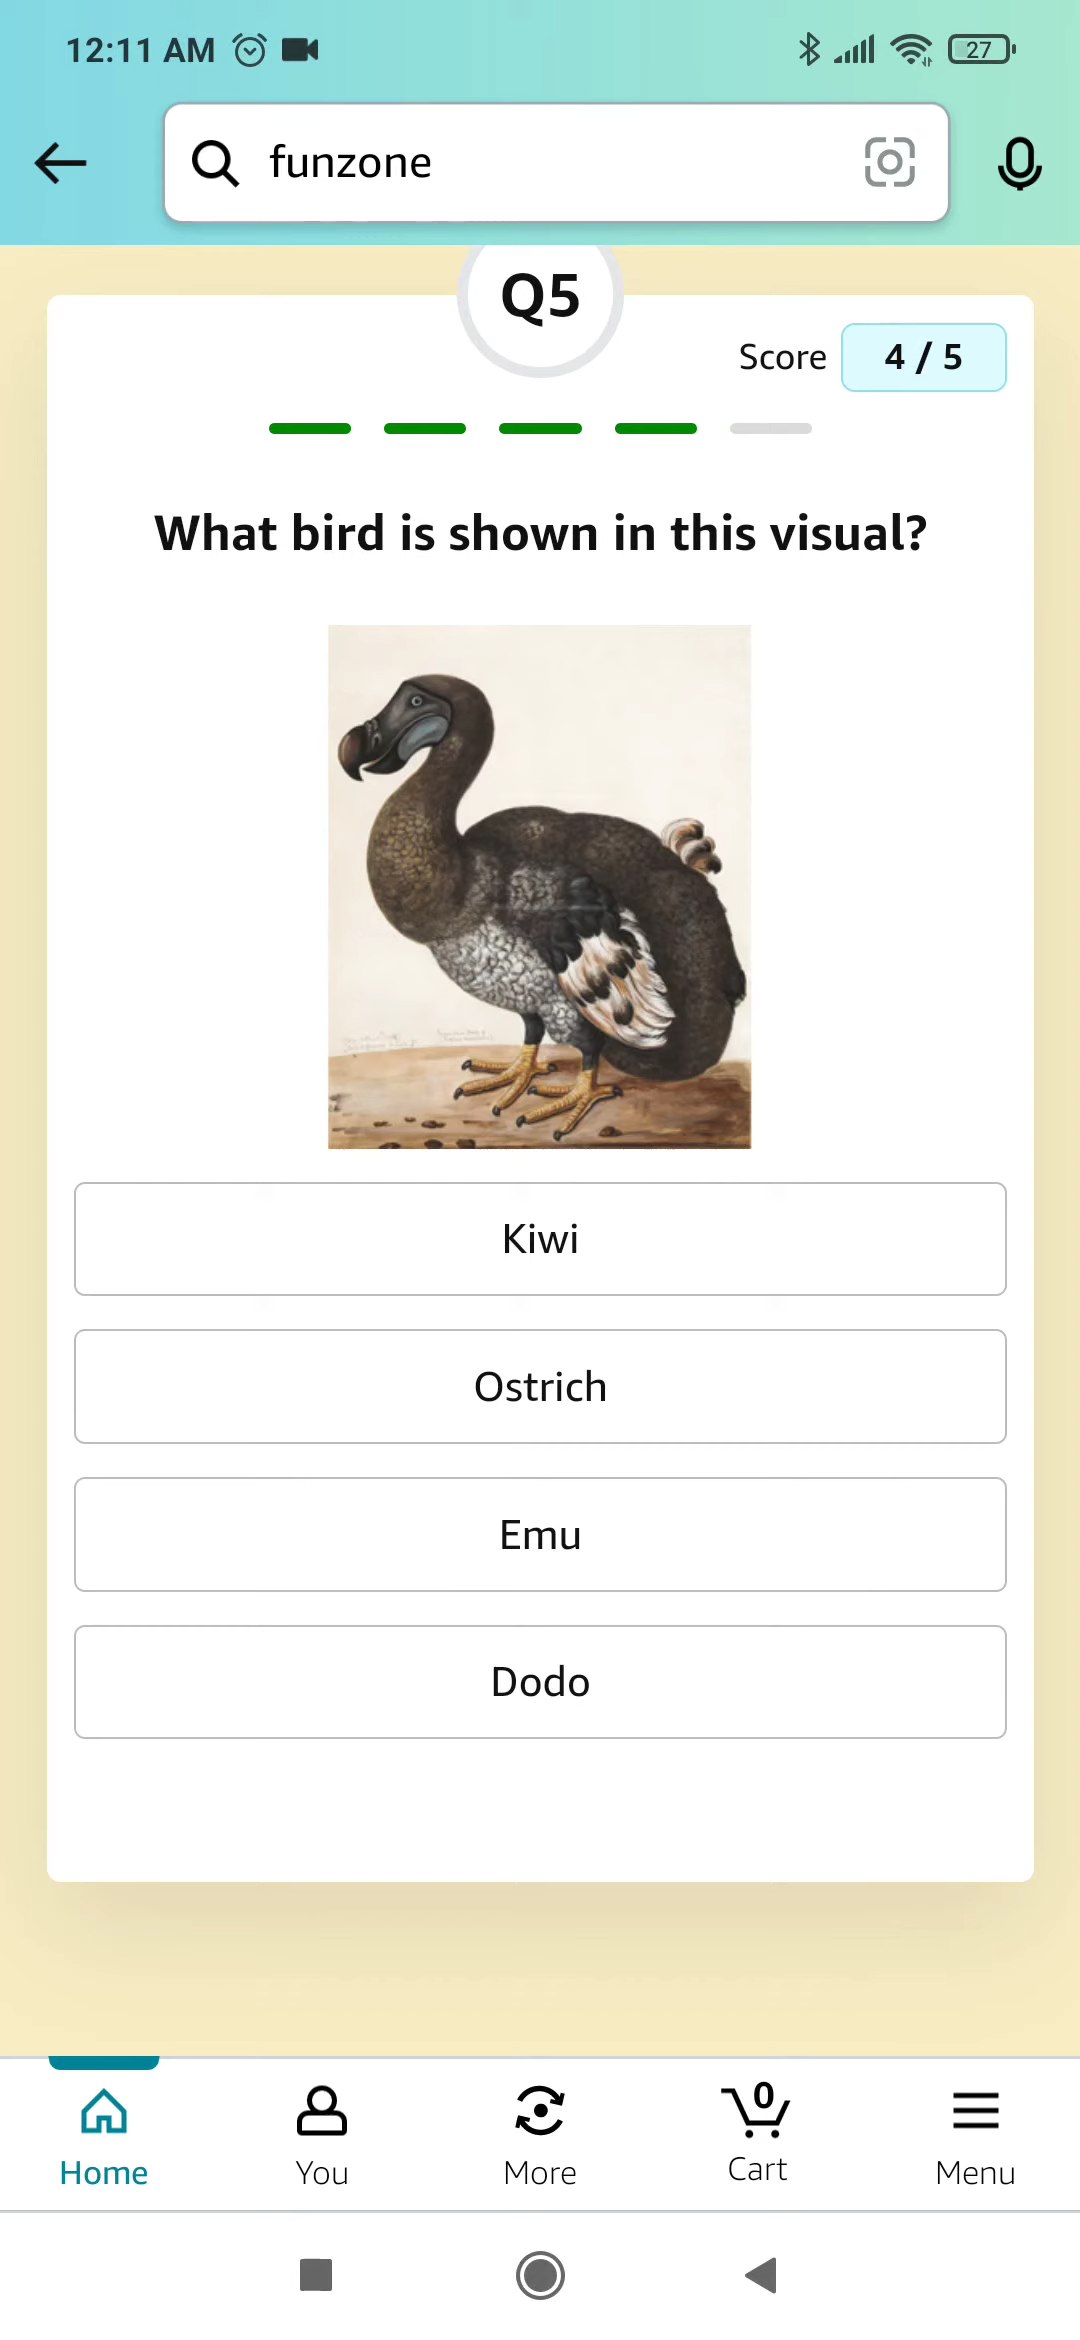 12:11 AM
27
funzone
Q5
Score 4 / 5
What bird is shown in this visual?
Kiwi
Ostrich
Emu
Dodo
0
Home
You
More
Cart
Menu